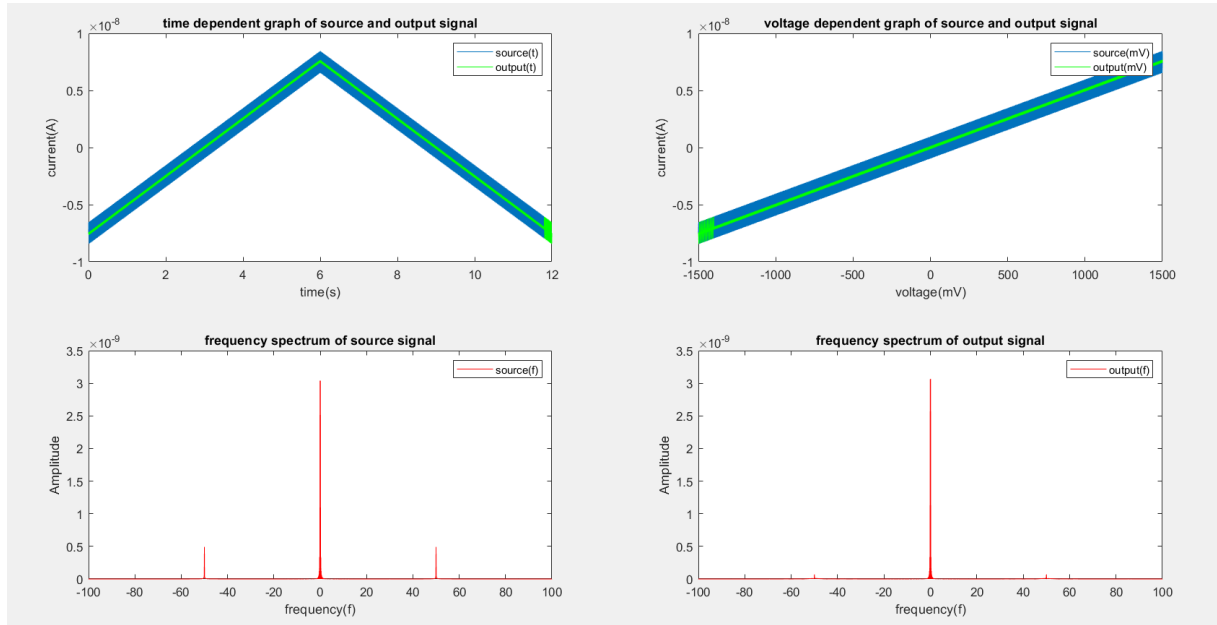 time dependent graph of source and output signal
×10^-8
1
0.5
0
-0.5
-1
current(A)
source(t)
output(t)
0 2 4 6 8 10 12
time(s)
voltage dependent graph of source and output signal
×10^-8
1
0.5
0
-0.5
-1
current(A)
source(mV)
output(mV)
-1500 -1000 -500 0 500 1000 1500
voltage(mV)
frequency spectrum of source signal
×10^-9
3.5
3
2.5
2
1.5
1
0.5
0
Amplitude
source(f)
-100 -80 -60 -40 -20 0 20 40 60 80 100
frequency(f)
frequency spectrum of output signal
×10^-9
3.5
3
2.5
2
1.5
1
0.5
0
Amplitude
output(f)
-100 -80 -60 -40 -20 0 20 40 60 80 100
frequency(f)